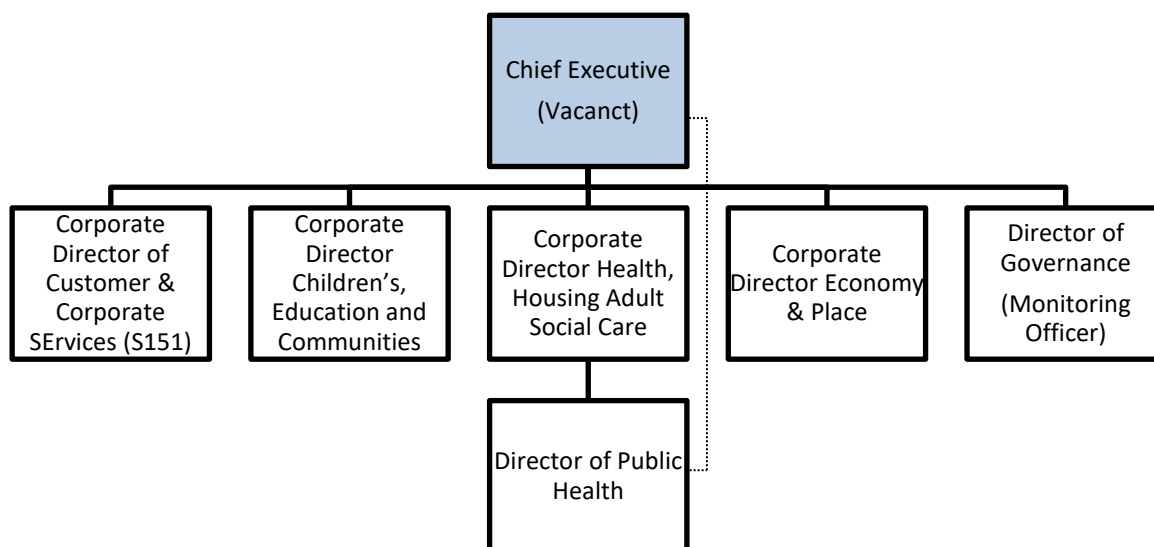 Chief Executive
(Vacanct)
Corporate
Director of
Customer &
Corporate
SErvices (S151)
Corporate
Director
Children’s,
Education and
Communities
Corporate
Director Health,
Housing Adult
Social Care
Corporate
Director Economy
& Place
Director of
Governance
(Monitoring
Officer)
Director of Public
Health